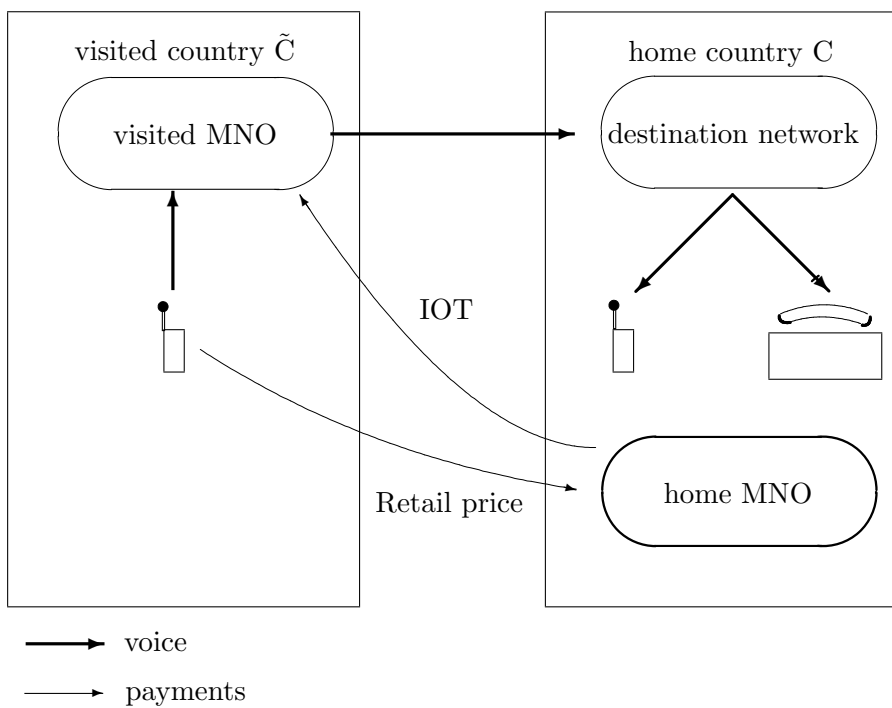 visited country C̃
home country C
visited MNO
destination network
IOT
Retail price
home MNO
voice
payments